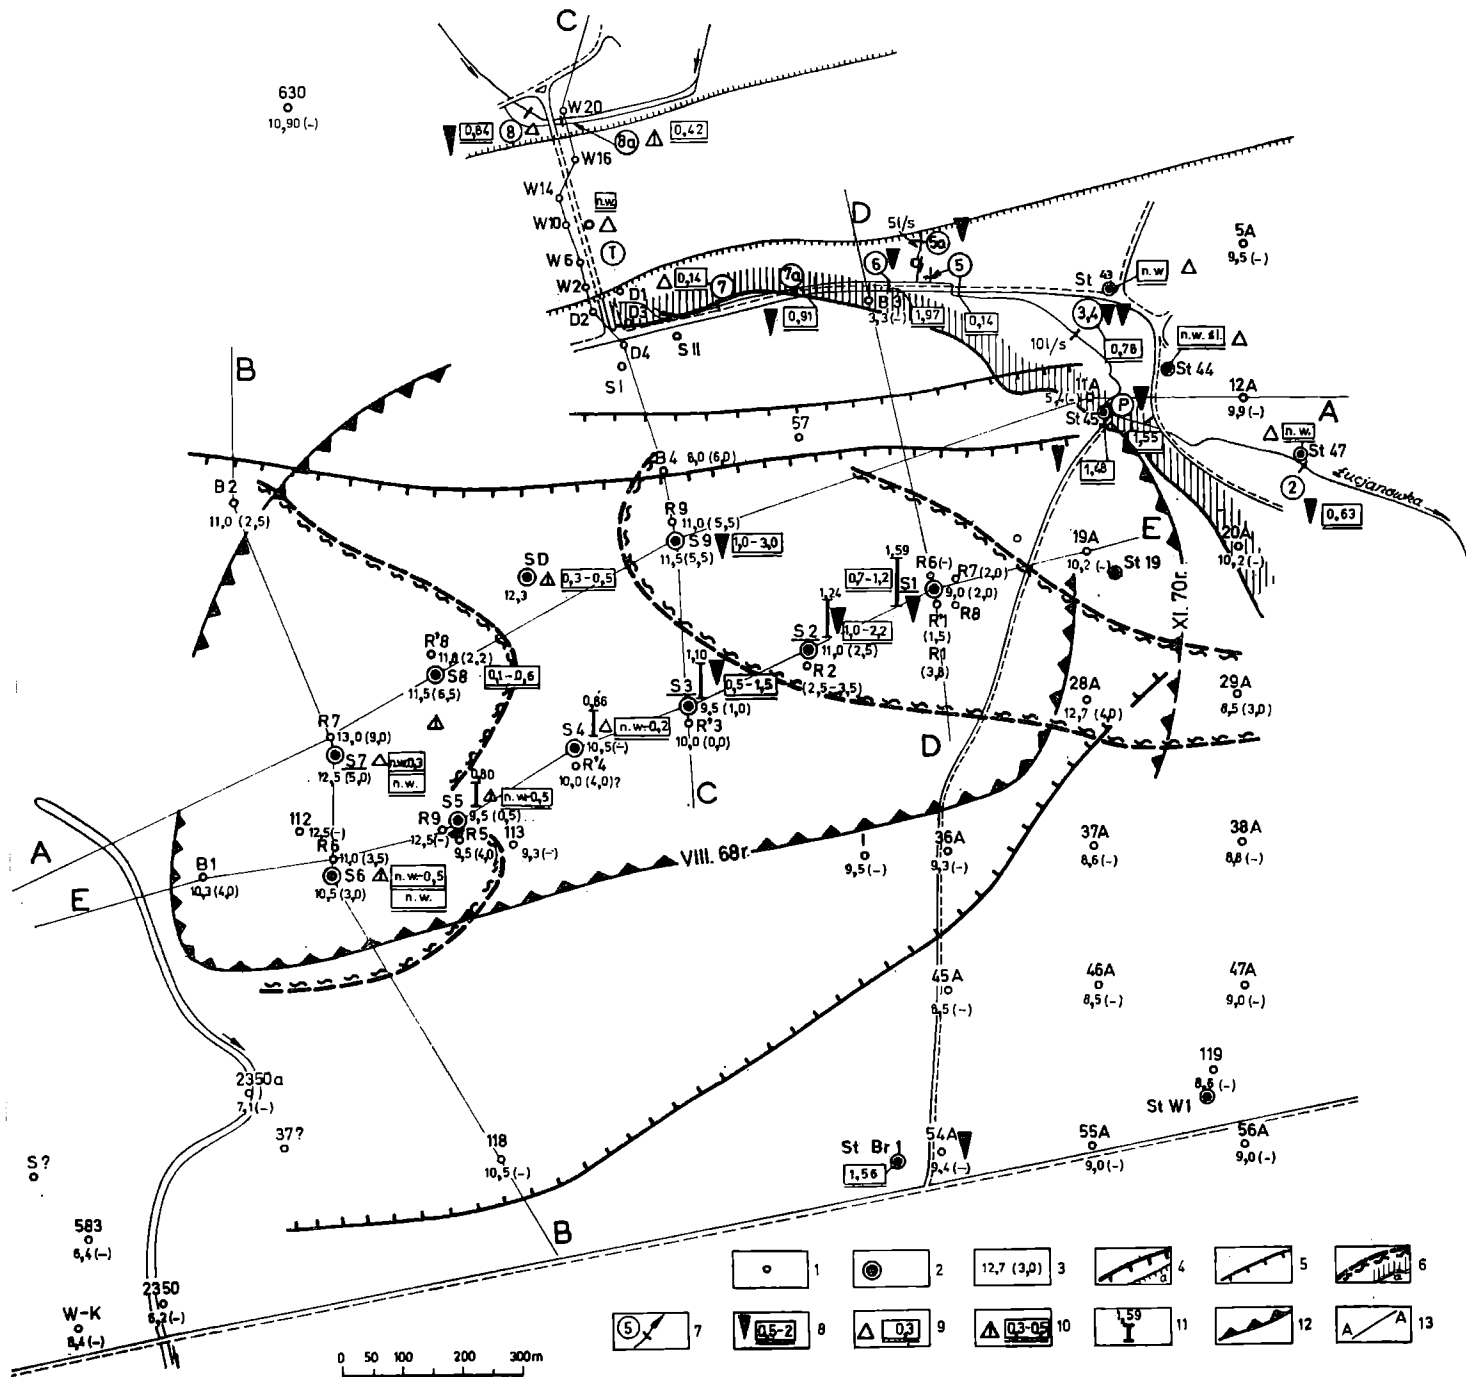 C
630
10,90 (-)
W20
0,84
8
8a
0,42
W16
W14
n.w.
W10
T
W6
W2
D
5l/s
5a
6
5
5A
9,5(-)
St 43
n.w
D1
D3
D2
0,14
7
7a
B3
3,3(-)
1,97
0,14
0,91
3,4
0,76
10l/s
D4
S II
S I
n.w. śl.
St 44
B
11A
5,4(-)
P
St 45
12A
9,9(-)
A
57
1,55
1,48
n.w.
St 47
2
Łucjanówka
0,63
B4
8,0(6,0)
B2
11,0 (2,5)
R9
11,0(5,5)
S9
11,5(5,5)
1,0-3,0
SD
12,3
0,3-0,5
E
19A
10,2(-)
St 19
20A
10,2(-)
1,59
0,7-1,2
S1
R6(-)
R7(2,0)
9,0(2,0)
R'1
(1,5)
R8
R1
(3,8)
XI. 70r.
1,24
1,0-2,2
S2
11,0(2,5)
R2
(2,5-3,5)
R'8
11,8(2,2)
S8
11,5(6,5)
0,1-0,6
1,10
0,5-1,5
S3
9,5(1,0)
R'3
10,0(0,0)
28A
12,7(4,0)
29A
8,5(3,0)
0,86
n.w-0,2
S4
10,5(-)
R'4
10,0(4,0)?
R7
13,0(9,0)
S7
12,5(5,0)
n.w-0,3
n.w.
D
C
0,80
n.w-0,5
S5
9,5(0,5)
R9
12,5(-)
R5
9,5(4,0)
113
9,3(-)
112
12,5(-)
R6
11,0(3,5)
A
B1
10,3(4,0)
E
S6
10,5(3,0)
n.w-0,5
n.w.
VIII. 68r.
I
9,5(-)
36A
9,3(-)
37A
8,6(-)
38A
8,8(-)
45A
8,5(-)
46A
8,5(-)
47A
9,0(-)
2350a
7,1(-)
37?
S?
118
10,5(-)
119
8,6(-)
St W1
St Br 1
1,56
54A
9,4(-)
55A
9,0(-)
56A
9,0(-)
583
8,4(-)
B
2350
8,2(-)
W-K
8,4(-)
0 50 100 200 300m
1
2
12,7 (3,0) 3
a 4
5
a 6
5 7
0,5-2 8
0,3 9
0,3-0,5 10
1,59 11
12
A A 13